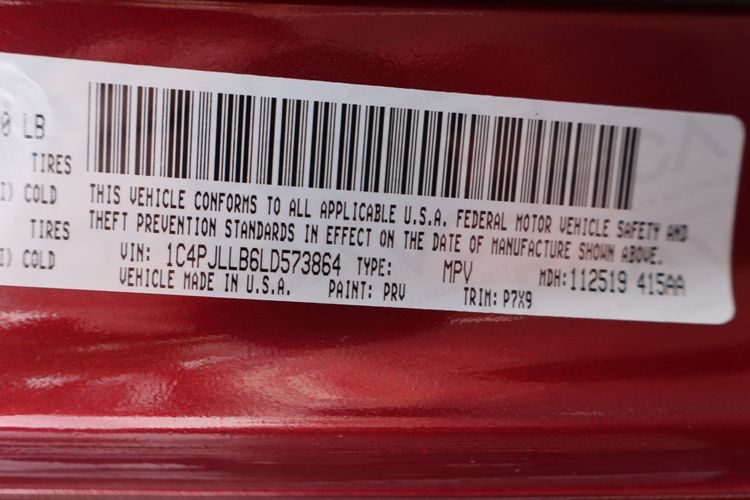 0 LB
TIRES
I) COLD
TIRES
I) COLD
THIS VEHICLE CONFORMS TO ALL APPLICABLE U.S.A. FEDERAL MOTOR VEHICLE SAFETY AND
THEFT PREVENTION STANDARDS IN EFFECT ON THE DATE OF MANUFACTURE SHOWN ABOVE.
VIN: 1C4PJLLB6LD573864 TYPE: MPV MDH:112519 415AA
VEHICLE MADE IN U.S.A. PAINT: PRV TRIM: P7X9